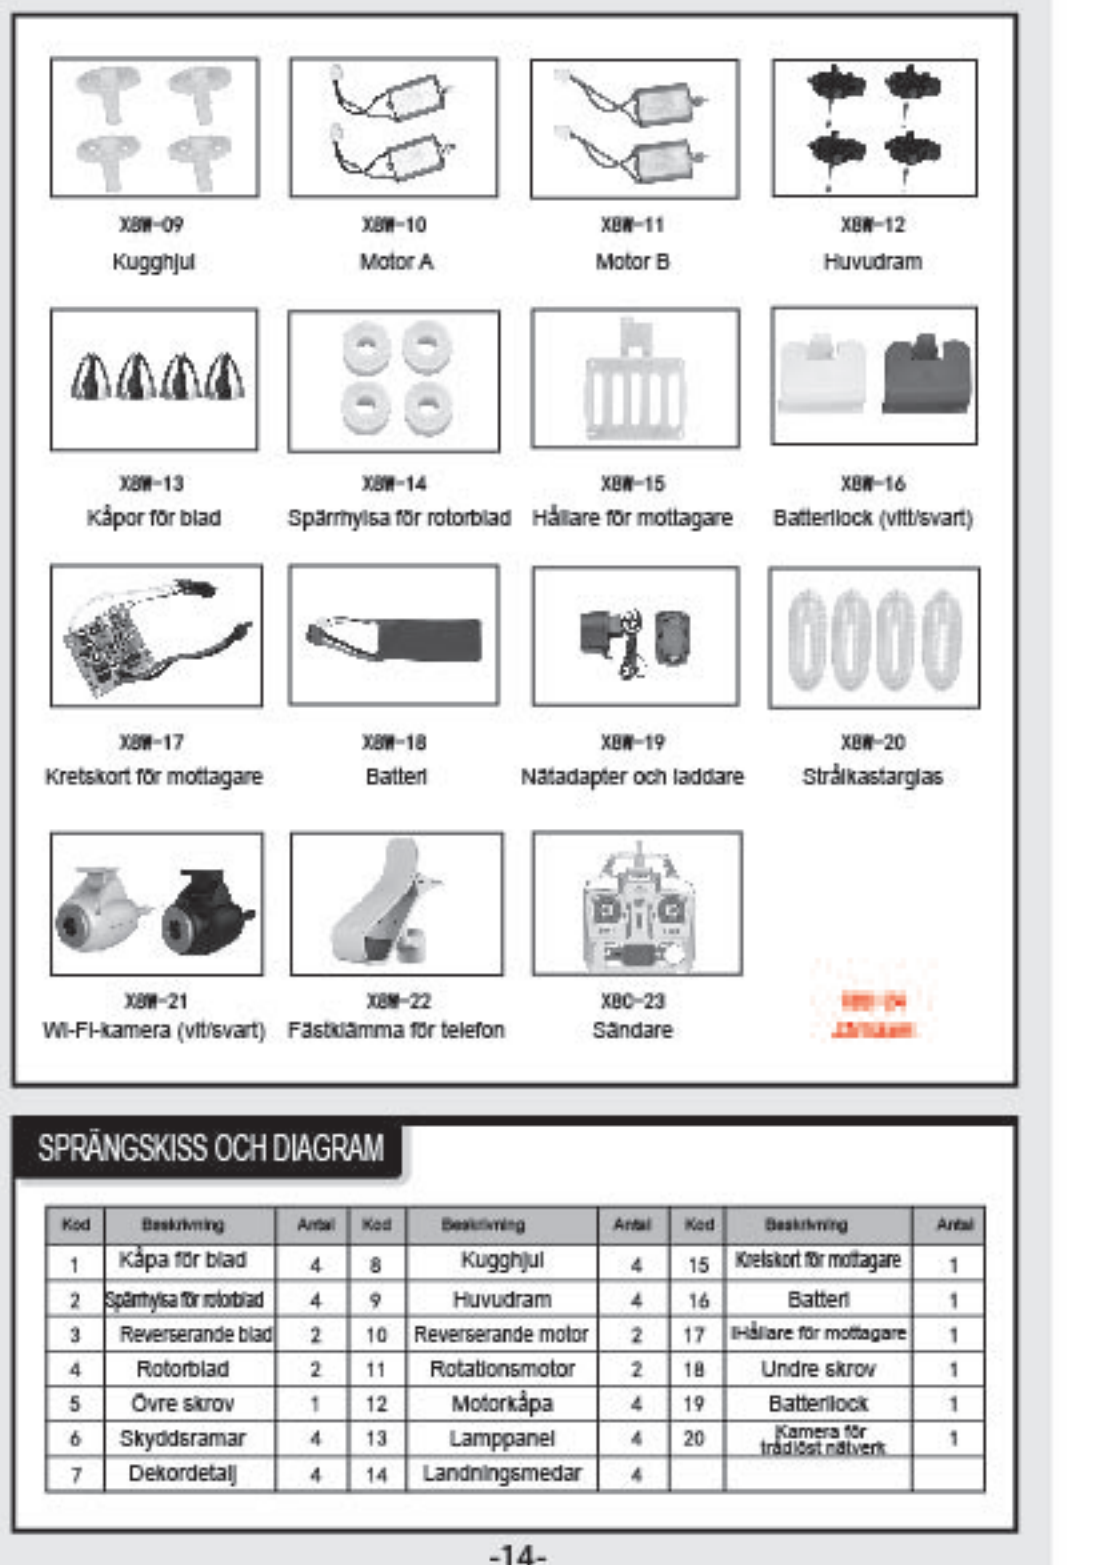 X8W-09 X8W-10 X8W-11 X8W-12
Kugghjul Motor A Motor B Huvudram
X8W-13 X8W-14 X8W-15 X8W-16
Kåpor för blad Spärrhylsa för rotorblad Hållare för mottagare Batterilock (vitt/svart)
X8W-17 X8W-18 X8W-19 X8W-20
Kretskort för mottagare Batteri Nätadapter och laddare Strålkastarglas
X8W-21 X8W-22 X8C-23
Wi-Fi-kamera (vit/svart) Fästklämma för telefon Sändare
SPRÄNGSKISS OCH DIAGRAM
Kod Beskrivning Antal Kod Beskrivning Antal Kod Beskrivning Antal
1 Kåpa för blad 4 8 Kugghjul 4 15 Kretskort för mottagare 1
2 Spärrhylsa för rotorblad 4 9 Huvudram 4 16 Batteri 1
3 Reverserande blad 2 10 Reverserande motor 2 17 IHållare för mottagare 1
4 Rotorblad 2 11 Rotationsmotor 2 18 Undre skrov 1
5 Övre skrov 1 12 Motorkåpa 4 19 Batterilock 1
6 Skyddsramar 4 13 Lamppanel 4 20 Kamera för trådlöst nätverk 1
7 Dekordetalj 4 14 Landningsmedar 4
-14-